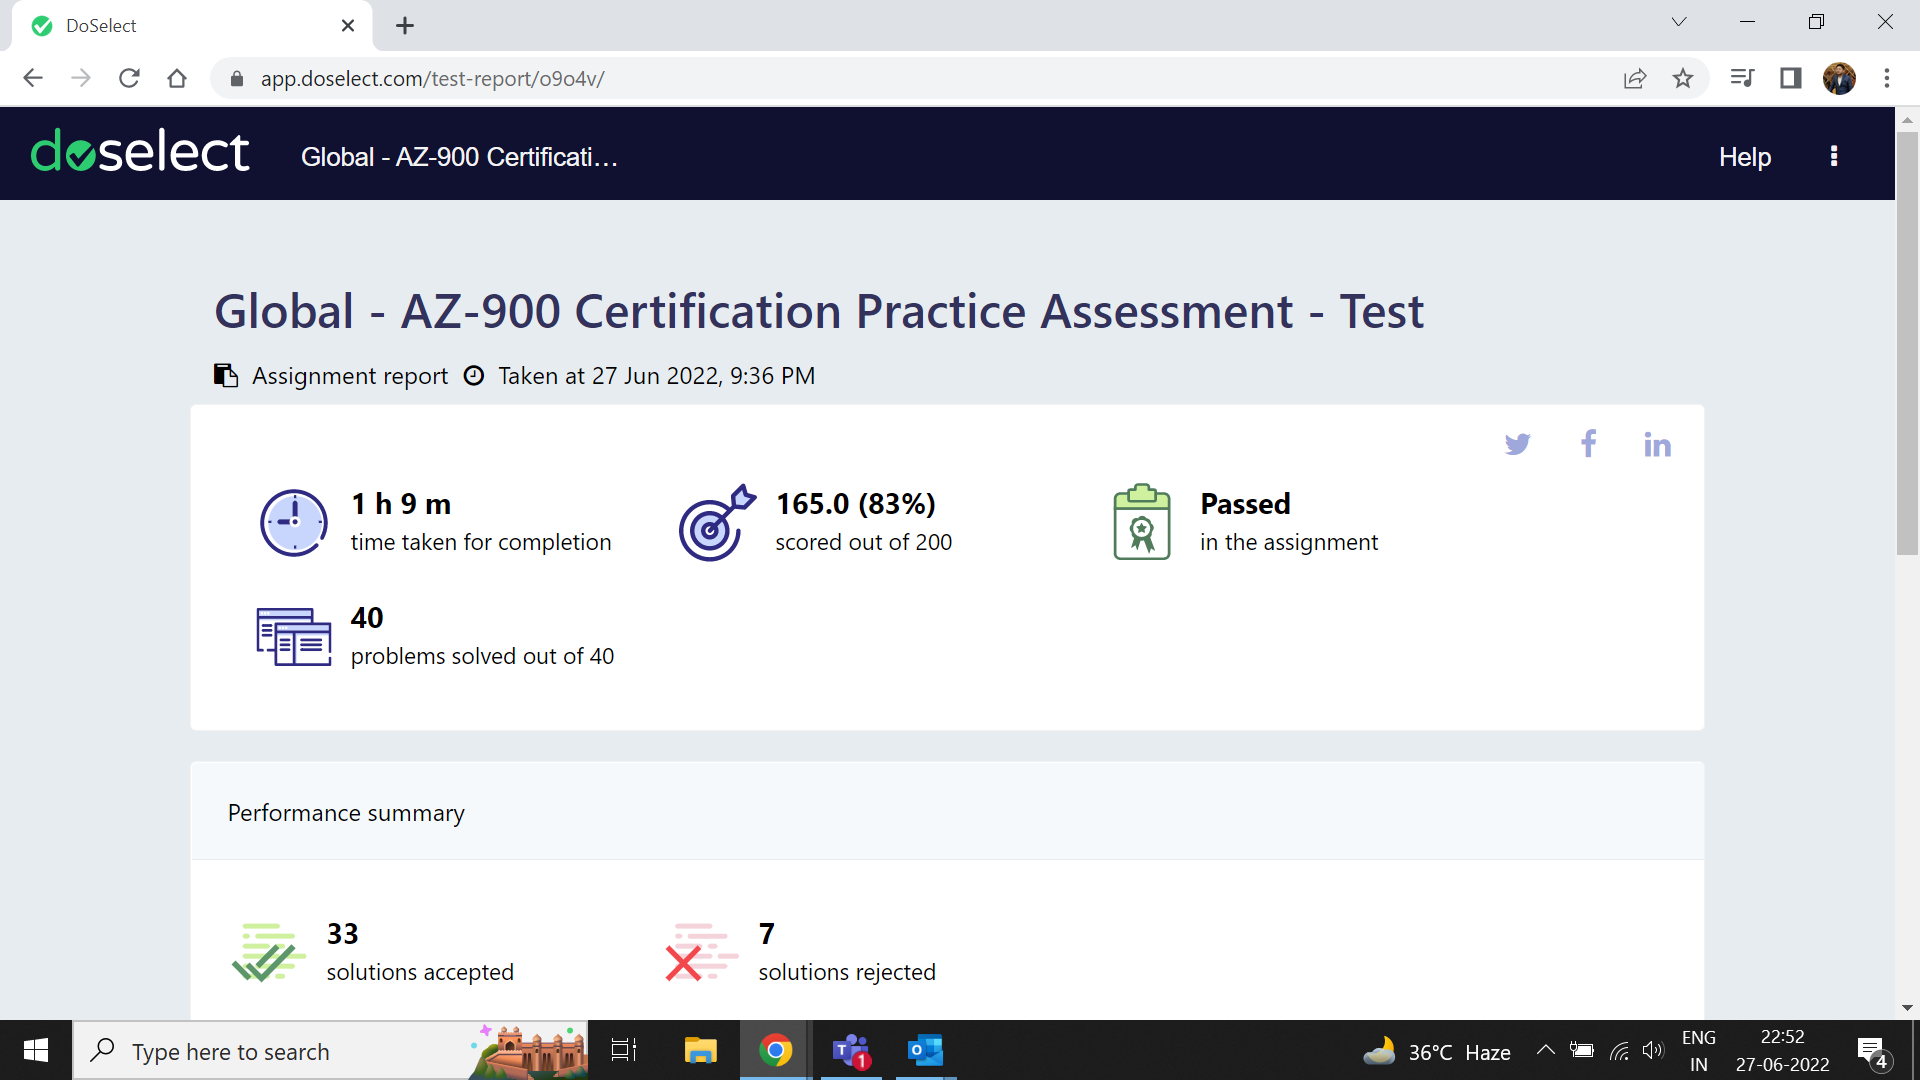 DoSelect
app.doselect.com/test-report/o9o4v/
doselect
Global - AZ-900 Certificati...
Help
Global - AZ-900 Certification Practice Assessment - Test
Assignment report
Taken at 27 Jun 2022, 9:36 PM
1 h 9 m
time taken for completion
165.0 (83%)
scored out of 200
Passed
in the assignment
40
problems solved out of 40
Performance summary
33
solutions accepted
7
solutions rejected
Type here to search
1
36°C Haze
ENG
IN
22:52
27-06-2022
4